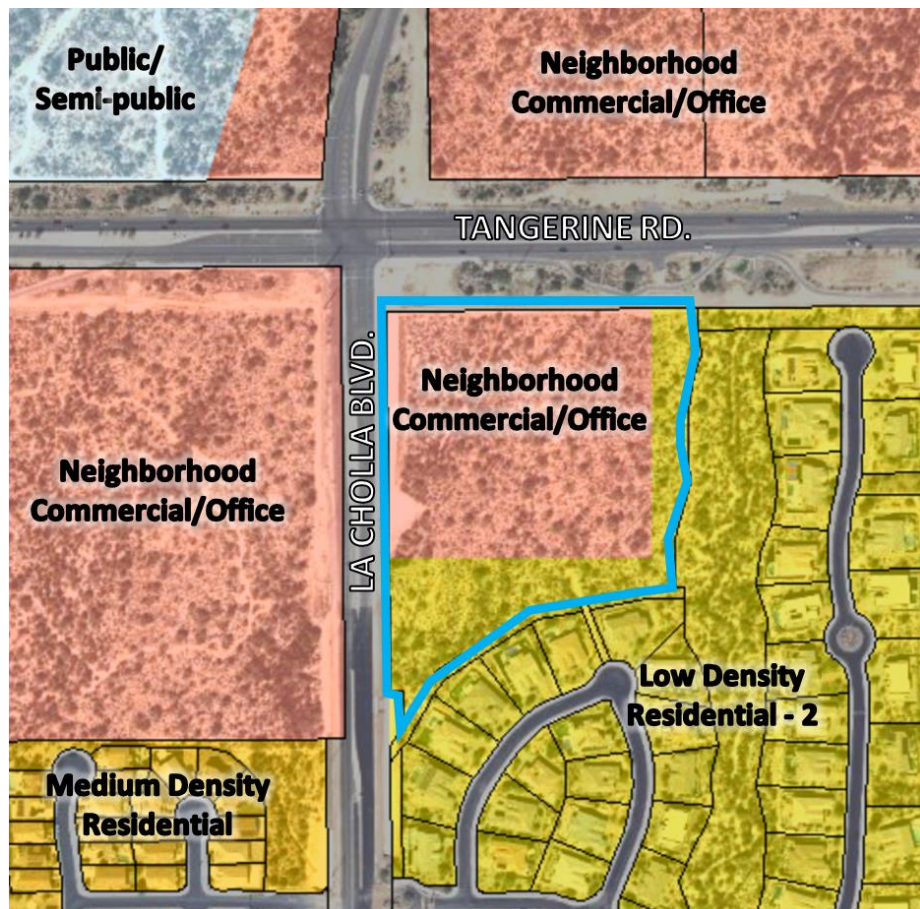 Public/
Semi-public
Neighborhood
Commercial/Office
TANGERINE RD.
LA CHOLLA BLVD.
Neighborhood
Commercial/Office
Neighborhood
Commercial/Office
Low Density
Residential - 2
Medium Density
Residential